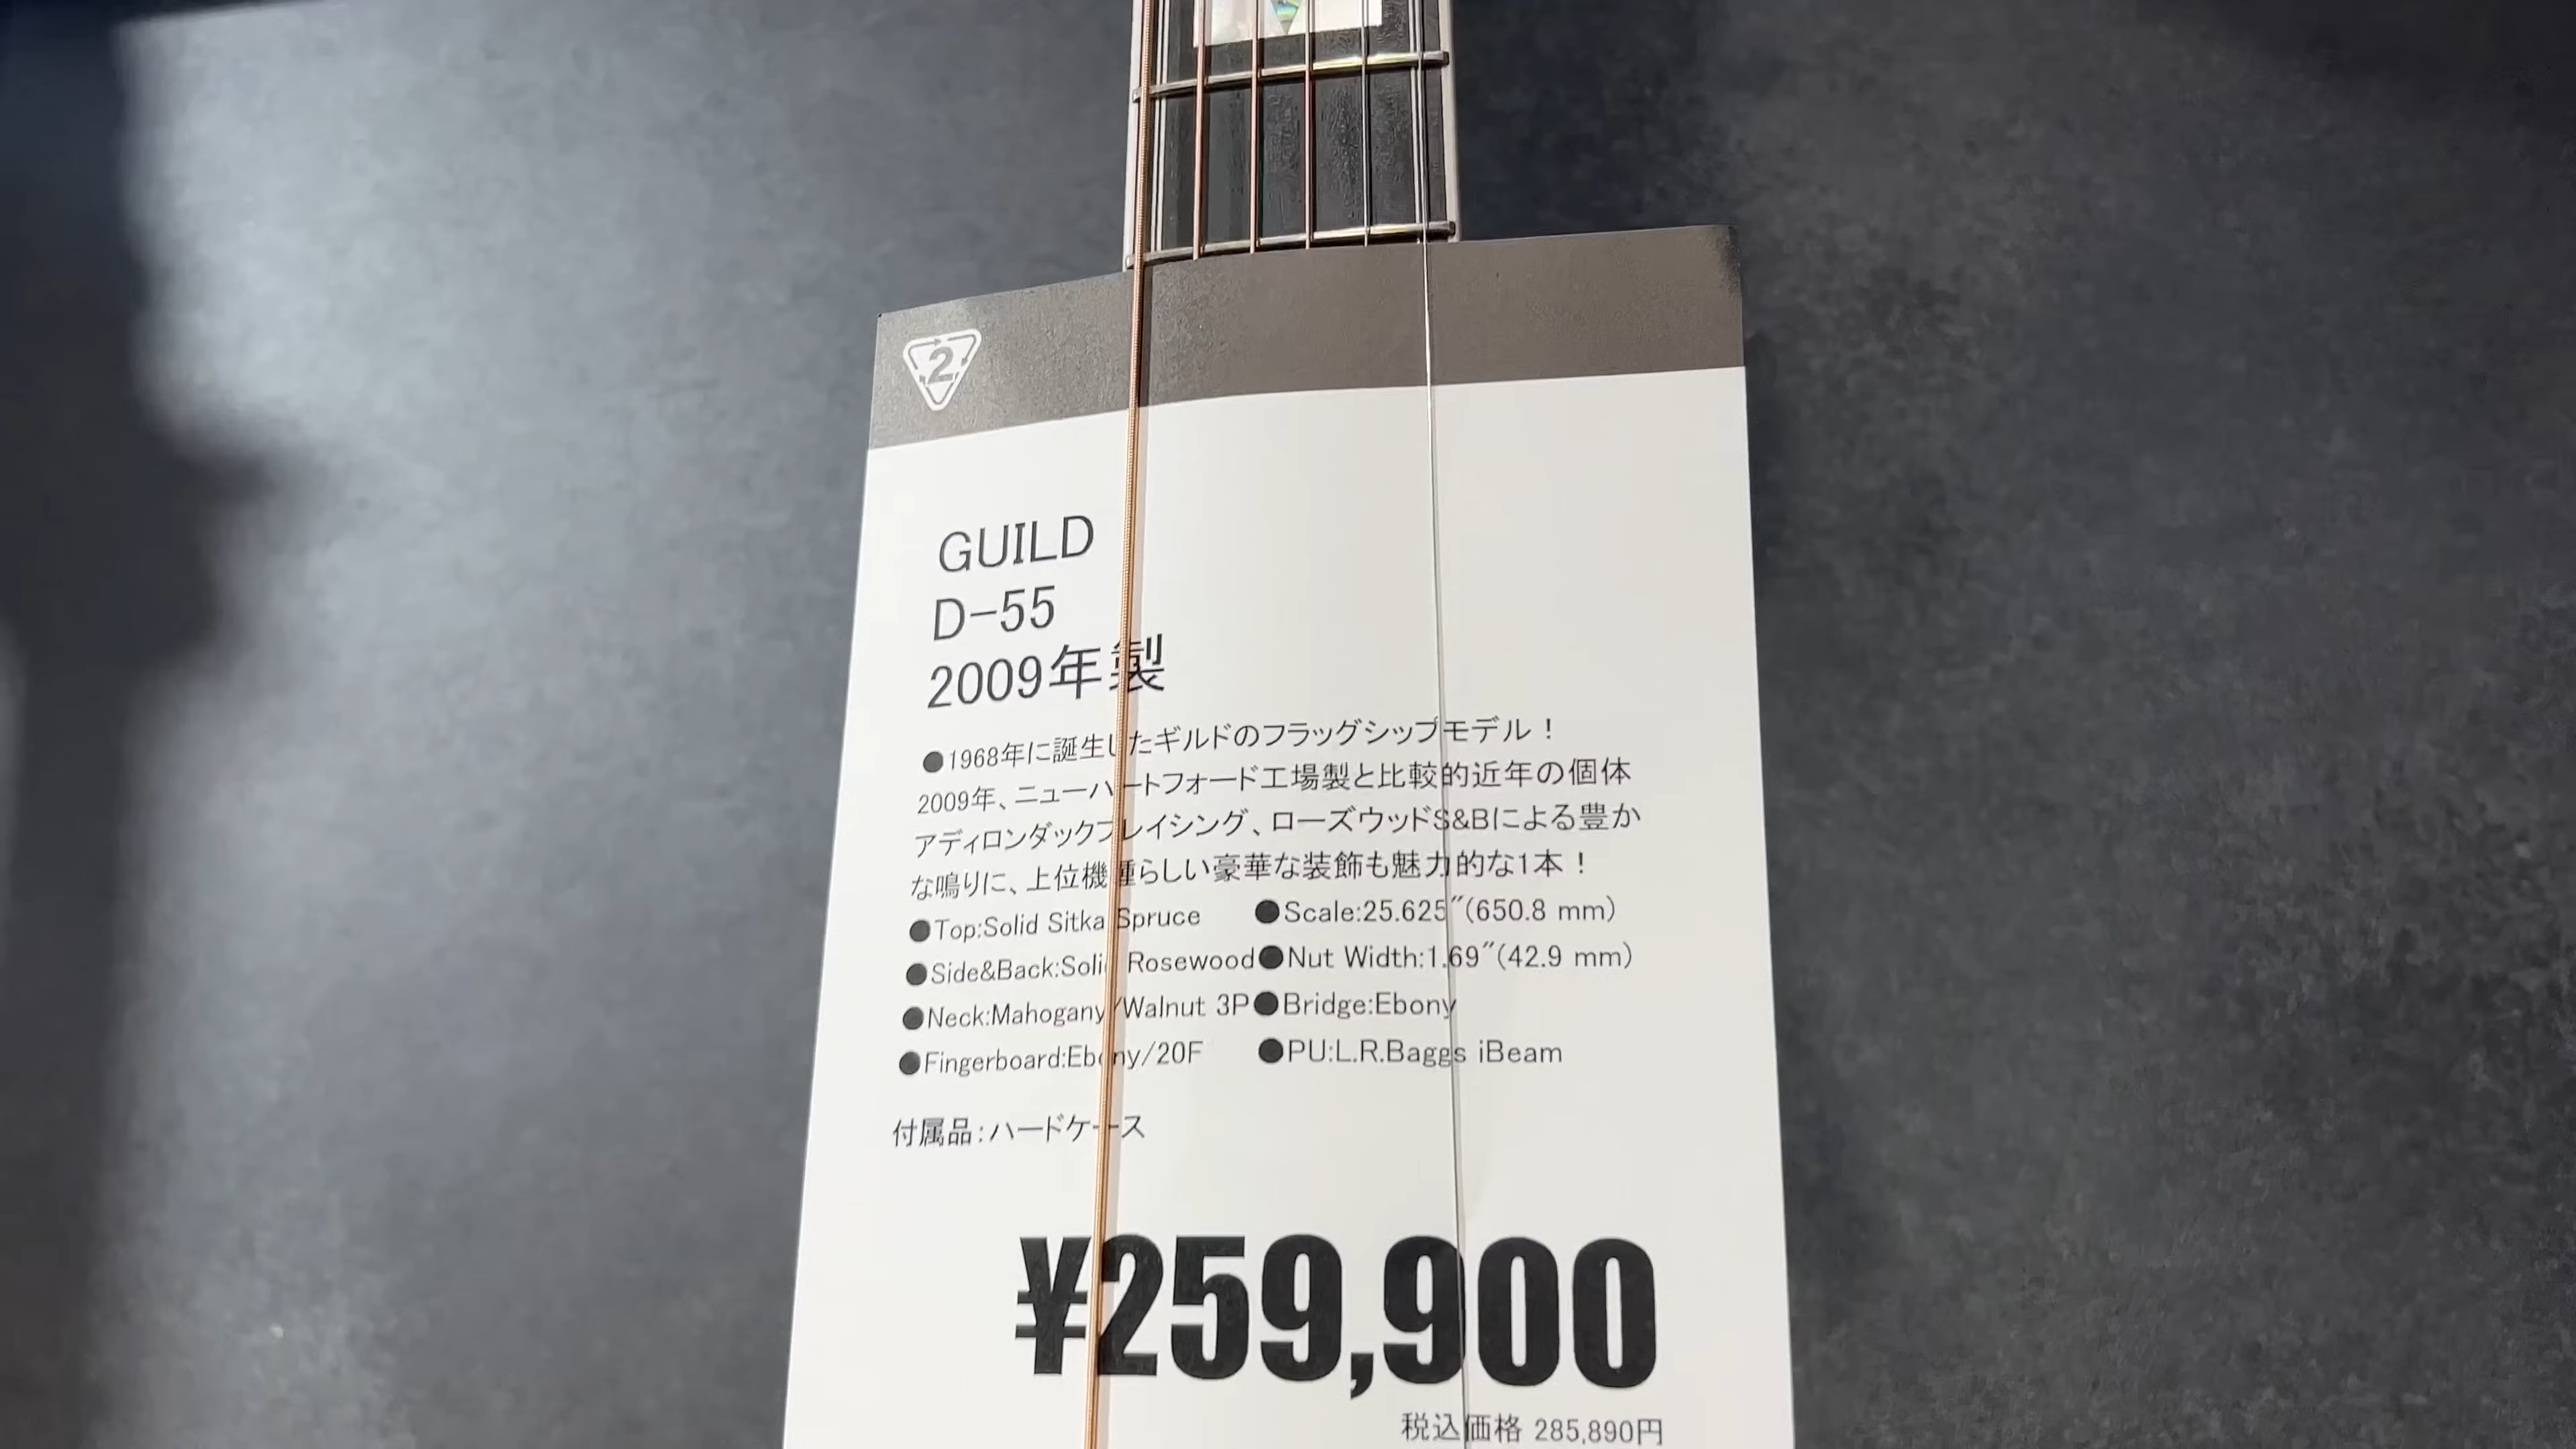 2
GUILD
D-55
2009年製
●1968年に誕生したギルドのフラッグシップモデル！
2009年、ニューハートフォード工場製と比較的近年の個体
アディロンダックブレイシング、ローズウッドS&Bによる豊か
な鳴りに、上位機種らしい豪華な装飾も魅力的な1本！
●Top:Solid Sitka Spruce ●Scale:25.625"(650.8 mm)
●Side&Back:Solid Rosewood●Nut Width:1.69"(42.9 mm)
●Neck:Mahogany/Walnut 3P●Bridge:Ebony
●Fingerboard:Ebony/20F ●PU:L.R.Baggs iBeam
付属品:ハードケース
¥259,900
税込価格 285,890円